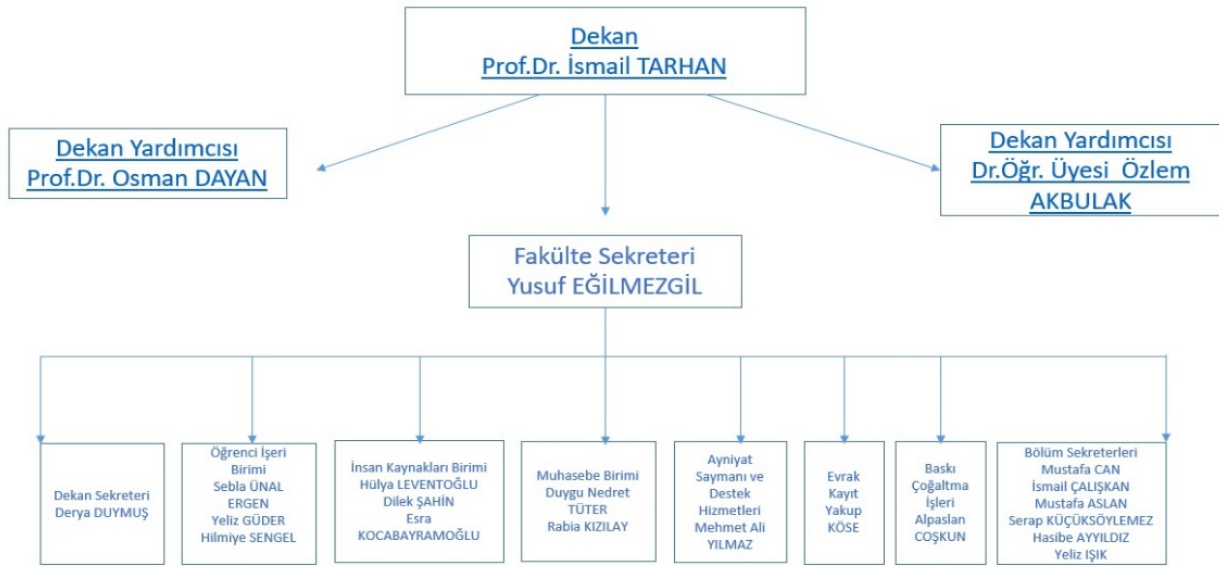 Dekan
Prof.Dr. İsmail TARHAN
Dekan Yardımcısı
Prof.Dr. Osman DAYAN
Dekan Yardımcısı
Dr.Öğr. Üyesi Özlem
AKBULAK
Fakülte Sekreteri
Yusuf EĞİLMEZGİL
Dekan Sekreteri
Derya DUYMUŞ
Öğrenci İşeri
Birimi
Sebla ÜNAL
ERGEN
Yeliz GÜDER
Hilmiye SENGEL
İnsan Kaynakları Birimi
Hülya LEVENTOĞLU
Dilek ŞAHİN
Esra
KOCABAYRAMOĞLU
Muhasebe Birimi
Duygu Nedret
TÜTER
Rabia KIZILAY
Ayniyat
Saymanı ve
Destek
Hizmetleri
Mehmet Ali
YILMAZ
Evrak
Kayıt
Yakup
KÖSE
Baskı
Çoğaltma
İşleri
Alpaslan
COŞKUN
Bölüm Sekreterleri
Mustafa CAN
İsmail ÇALIŞKAN
Mustafa ASLAN
Serap KÜÇÜKSÖYLEMEZ
Hasibe AYYILDIZ
Yeliz IŞIK